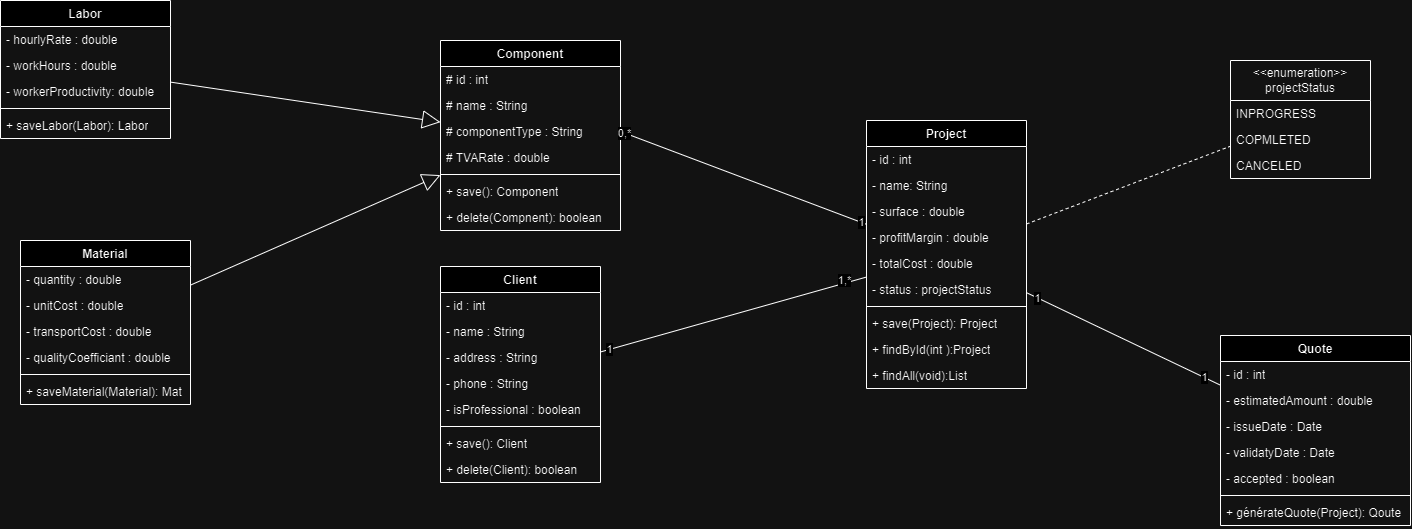 Labor
- hourlyRate : double
- workHours : double
- workerProductivity: double
+ saveLabor(Labor): Labor
Component
# id : int
# name : String
# componentType : String
# TVARate : double
+ save(): Component
+ delete(Compnent): boolean
Material
- quantity : double
- unitCost : double
- transportCost : double
- qualityCoefficiant : double
+ saveMaterial(Material): Mat
Client
- id : int
- name : String
- address : String
- phone : String
- isProfessional : boolean
+ save(): Client
+ delete(Client): boolean
0,*
1
1
1,*
Project
- id : int
- name: String
- surface : double
- profitMargin : double
- totalCost : double
- status : projectStatus
+ save(Project): Project
+ findById(int ):Project
+ findAll(void):List
<<enumeration>>
projectStatus
INPROGRESS
COPMLETED
CANCELED
1
1
Quote
- id : int
- estimatedAmount : double
- issueDate : Date
- validatyDate : Date
- accepted : boolean
+ générateQuote(Project): Qoute